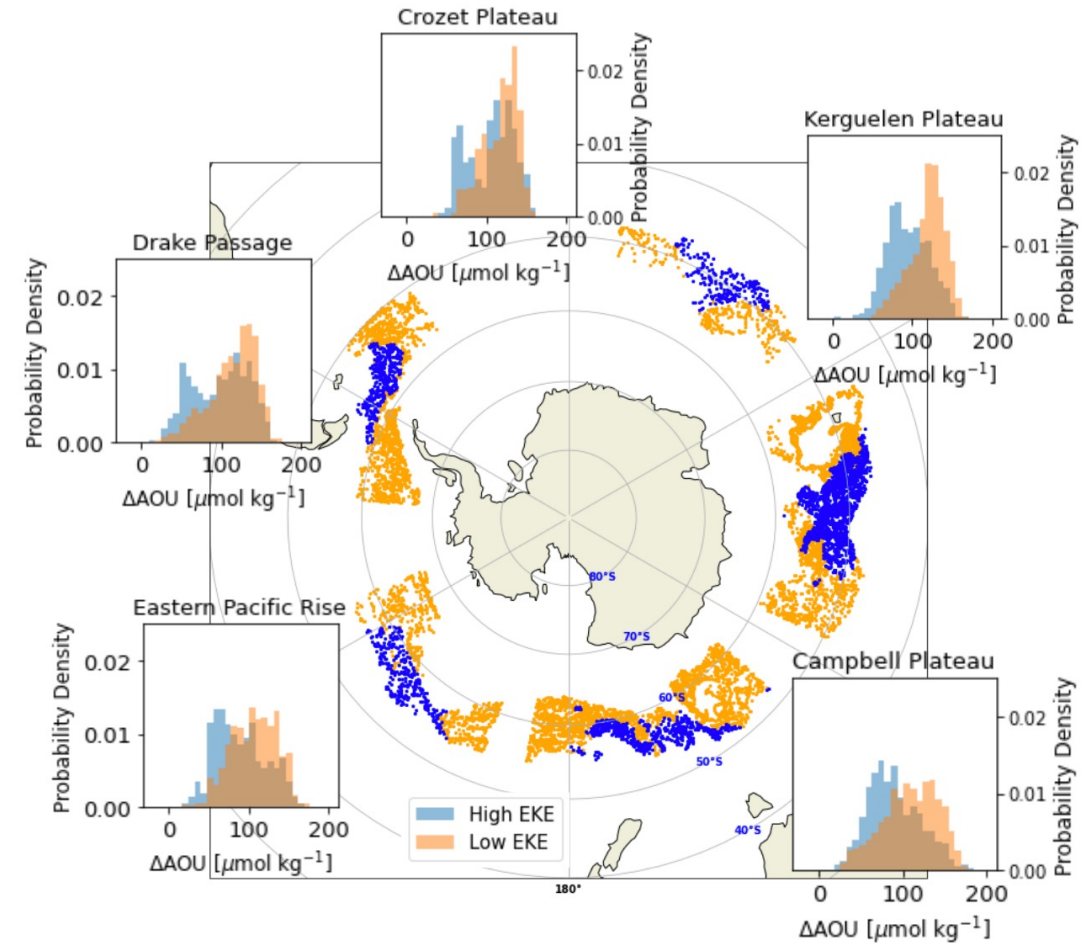 Crozet Plateau
0.02
0.01
0.00
Probability Density
0 100 200
ΔAOU [μmol kg⁻¹]
Kerguelen Plateau
0.02
0.01
0.00
Probability Density
0 100 200
ΔAOU [μmol kg⁻¹]
Drake Passage
Probability Density
0.02
0.01
0.00
0 100 200
ΔAOU [μmol kg⁻¹]
80°S
70°S
60°S
50°S
40°S
180°
Eastern Pacific Rise
Probability Density
0.02
0.01
0.00
0 100 200
ΔAOU [μmol kg⁻¹]
High EKE
Low EKE
Campbell Plateau
0.02
0.01
0.00
Probability Density
0 100 200
ΔAOU [μmol kg⁻¹]